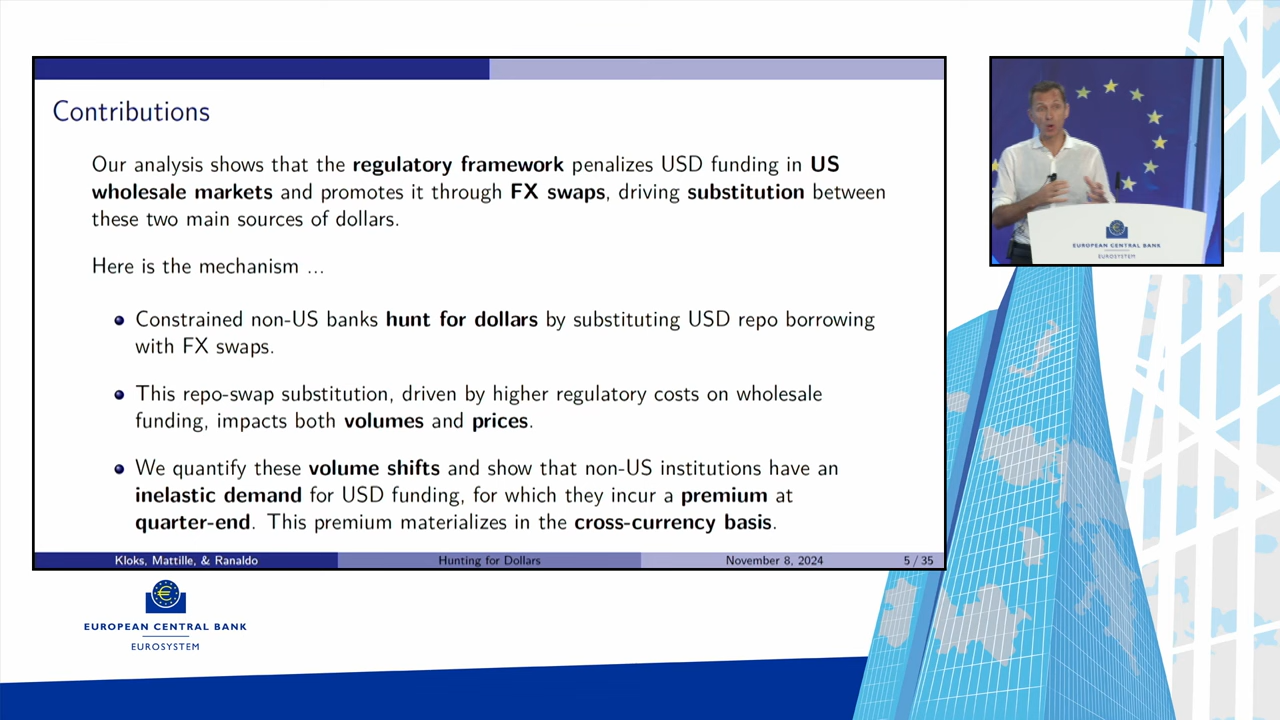 Contributions
Our analysis shows that the regulatory framework penalizes USD funding in US
wholesale markets and promotes it through FX swaps, driving substitution between
these two main sources of dollars.
Here is the mechanism ...
Constrained non-US banks hunt for dollars by substituting USD repo borrowing
with FX swaps.
This repo-swap substitution, driven by higher regulatory costs on wholesale
funding, impacts both volumes and prices.
We quantify these volume shifts and show that non-US institutions have an
inelastic demand for USD funding, for which they incur a premium at
quarter-end. This premium materializes in the cross-currency basis.
Kloks, Mattille, & Ranaldo
Hunting for Dollars
November 8, 2024
5 / 35
EUROPEAN CENTRAL BANK
EUROSYSTEM
EUROPEAN CENTRAL BANK
EUROSYSTEM